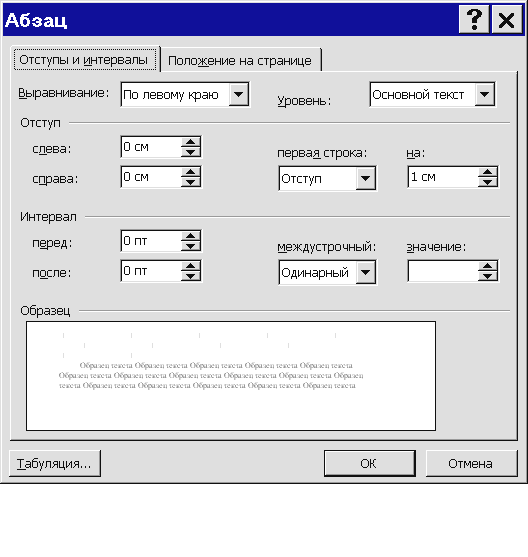 Абзац
Отступы и интервалы Положение на странице
Выравнивание: По левому краю Уровень: Основной текст
Отступ
слева: 0 см первая строка: на:
справа: 0 см Отступ 1 см
Интервал
перед: 0 пт междустрочный: значение:
после: 0 пт Одинарный
Образец
Образец текста Образец текста Образец текста Образец текста Образец текста
Образец текста Образец текста Образец текста Образец текста Образец текста Образец
текста Образец текста Образец текста Образец текста Образец текста Образец текста
Табуляция... ОК Отмена